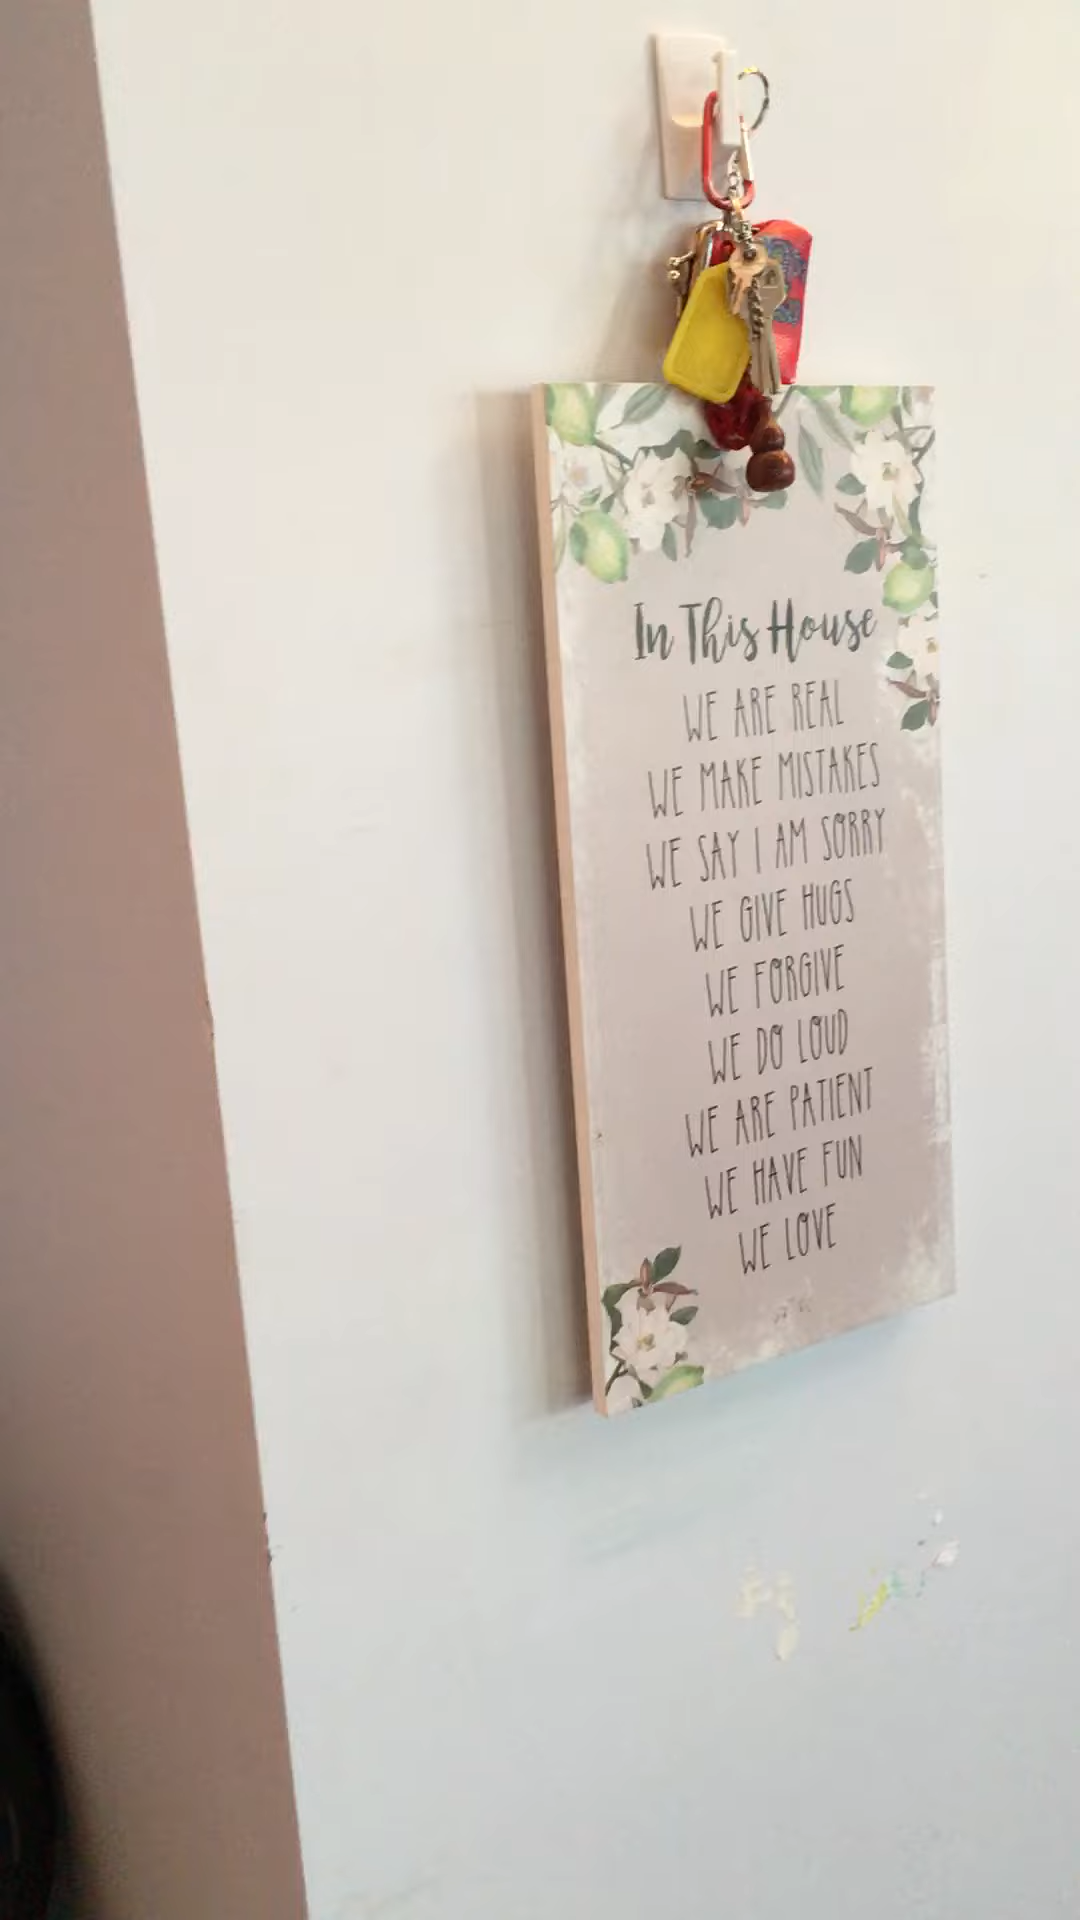 In This House
WE ARE REAL
WE MAKE MISTAKES
WE SAY I AM SORRY
WE GIVE HUGS
WE FORGIVE
WE DO LOUD
WE ARE PATIENT
WE HAVE FUN
WE LOVE